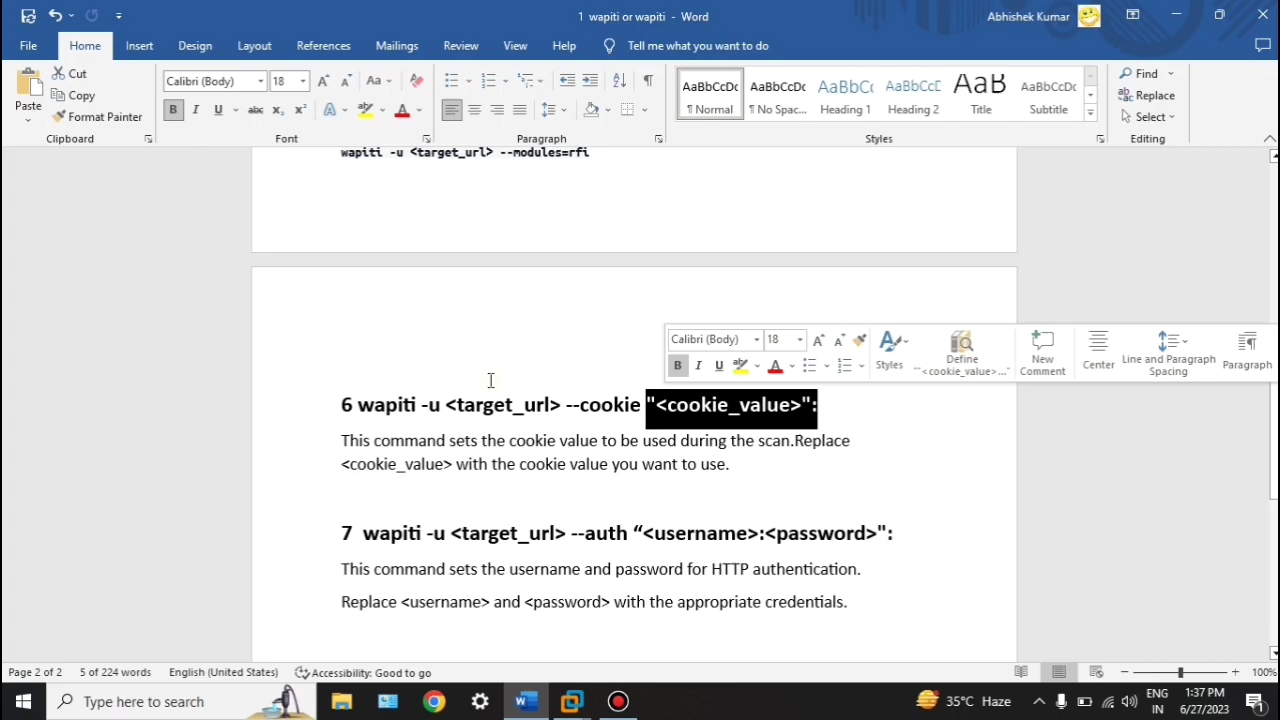 1 wapiti or wapiti - Word
Abhishek Kumar
File Home Insert Design Layout References Mailings Review View Help Tell me what you want to do
Paste
Cut
Copy
Format Painter
Clipboard
Calibri (Body) 18
Font
Paragraph
AaBbCcDc AaBbCcDc AaBbC AaBbCcD AaB AaBbCcDc
¶ Normal ¶ No Spac... Heading 1 Heading 2 Title Subtitle
Styles
Find
Replace
Select
Editing
wapiti -u <target_url> --modules=rfi
Calibri (Body) 18
Styles
Define
"<cookie_value>...
New
Comment
Center
Line and Paragraph
Spacing
Paragraph
6 wapiti -u <target_url> --cookie "<cookie_value>":
This command sets the cookie value to be used during the scan.Replace
<cookie_value> with the cookie value you want to use.
7 wapiti -u <target_url> --auth “<username>:<password>":
This command sets the username and password for HTTP authentication.
Replace <username> and <password> with the appropriate credentials.
Page 2 of 2 5 of 224 words English (United States) Accessibility: Good to go 100%
Type here to search
35°C Haze
ENG
IN
1:37 PM
6/27/2023
1